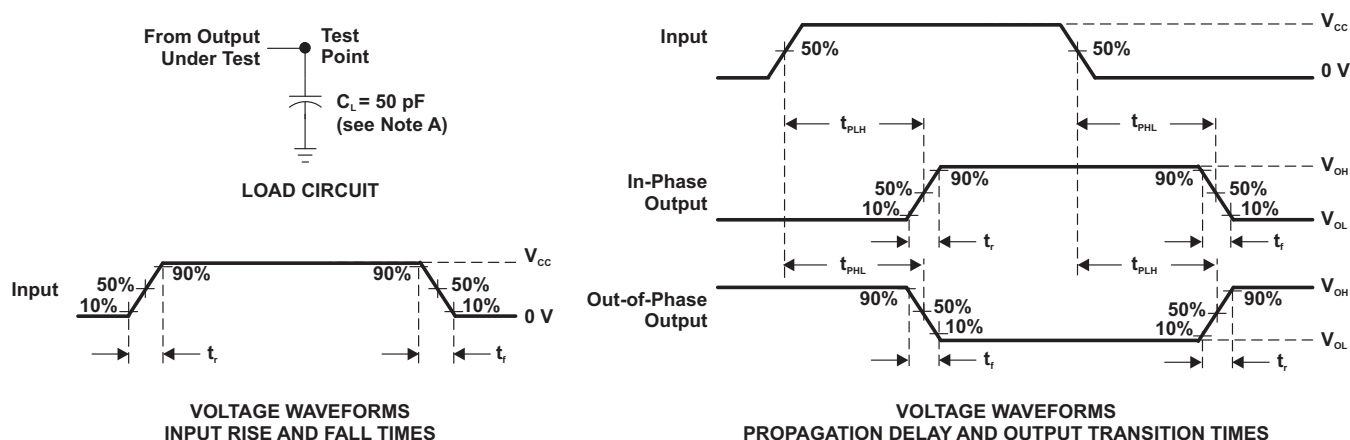 From Output
Under Test
Test
Point
C_L = 50 pF
(see Note A)
LOAD CIRCUIT
Input
50%
10%
90%
90%
50%
10%
V_CC
0 V
t_r
t_f
VOLTAGE WAVEFORMS
INPUT RISE AND FALL TIMES
Input
50%
50%
V_CC
0 V
t_PLH
t_PHL
In-Phase
Output
50%
10%
90%
90%
50%
10%
V_OH
V_OL
t_r
t_f
t_PHL
t_PLH
Out-of-Phase
Output
90%
50%
10%
50%
10%
90%
V_OH
V_OL
t_f
t_r
VOLTAGE WAVEFORMS
PROPAGATION DELAY AND OUTPUT TRANSITION TIMES